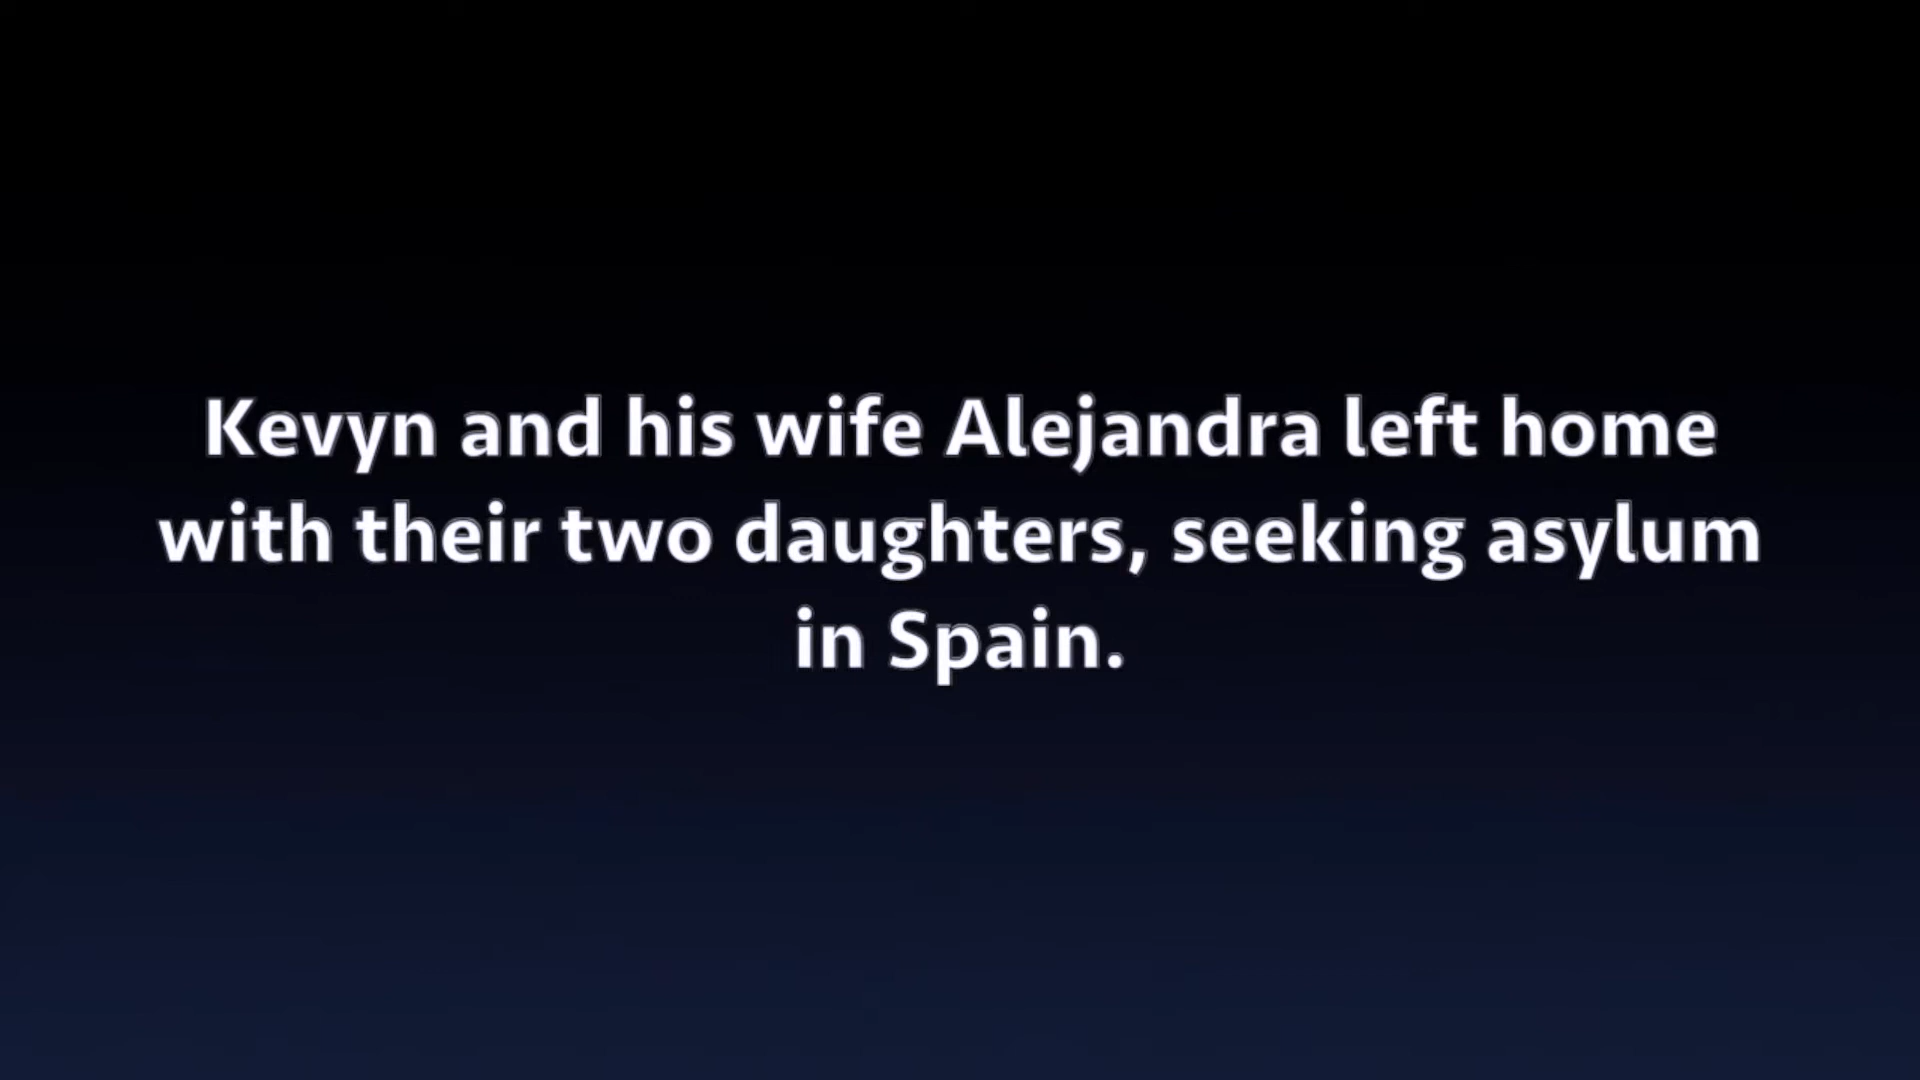 Kevyn and his wife Alejandra left home
with their two daughters, seeking asylum
in Spain.